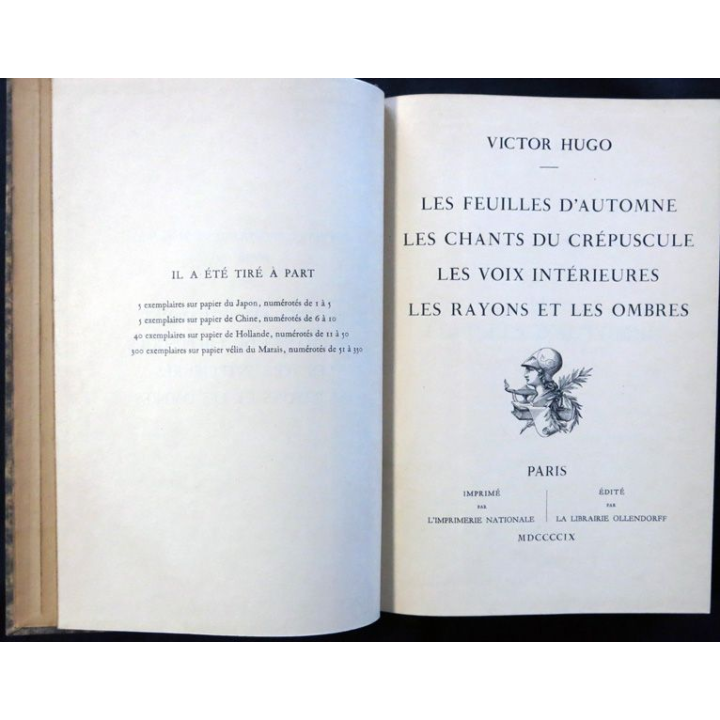 IL A ÉTÉ TIRÉ À PART
5 exemplaires sur papier du Japon, numérotés de 1 à 5
5 exemplaires sur papier de Chine, numérotés de 6 à 10
40 exemplaires sur papier de Hollande, numérotés de 11 à 50
300 exemplaires sur papier vélin du Marais, numérotés de 51 à 350
VICTOR HUGO
LES FEUILLES D'AUTOMNE
LES CHANTS DU CRÉPUSCULE
LES VOIX INTÉRIEURES
LES RAYONS ET LES OMBRES
PARIS
IMPRIMÉ
PAR
L'IMPRIMERIE NATIONALE
ÉDITÉ
PAR
LA LIBRAIRIE OLLENDORFF
MDCCCCIX